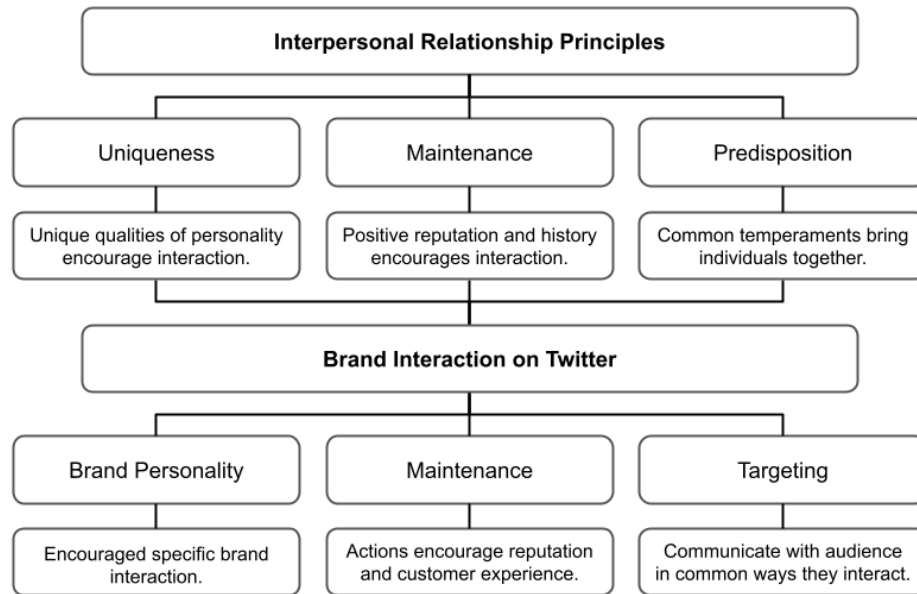 Interpersonal Relationship Principles
Uniqueness
Maintenance
Predisposition
Unique qualities of personality
encourage interaction.
Positive reputation and history
encourages interaction.
Common temperaments bring
individuals together.
Brand Interaction on Twitter
Brand Personality
Maintenance
Targeting
Encouraged specific brand
interaction.
Actions encourage reputation
and customer experience.
Communicate with audience
in common ways they interact.